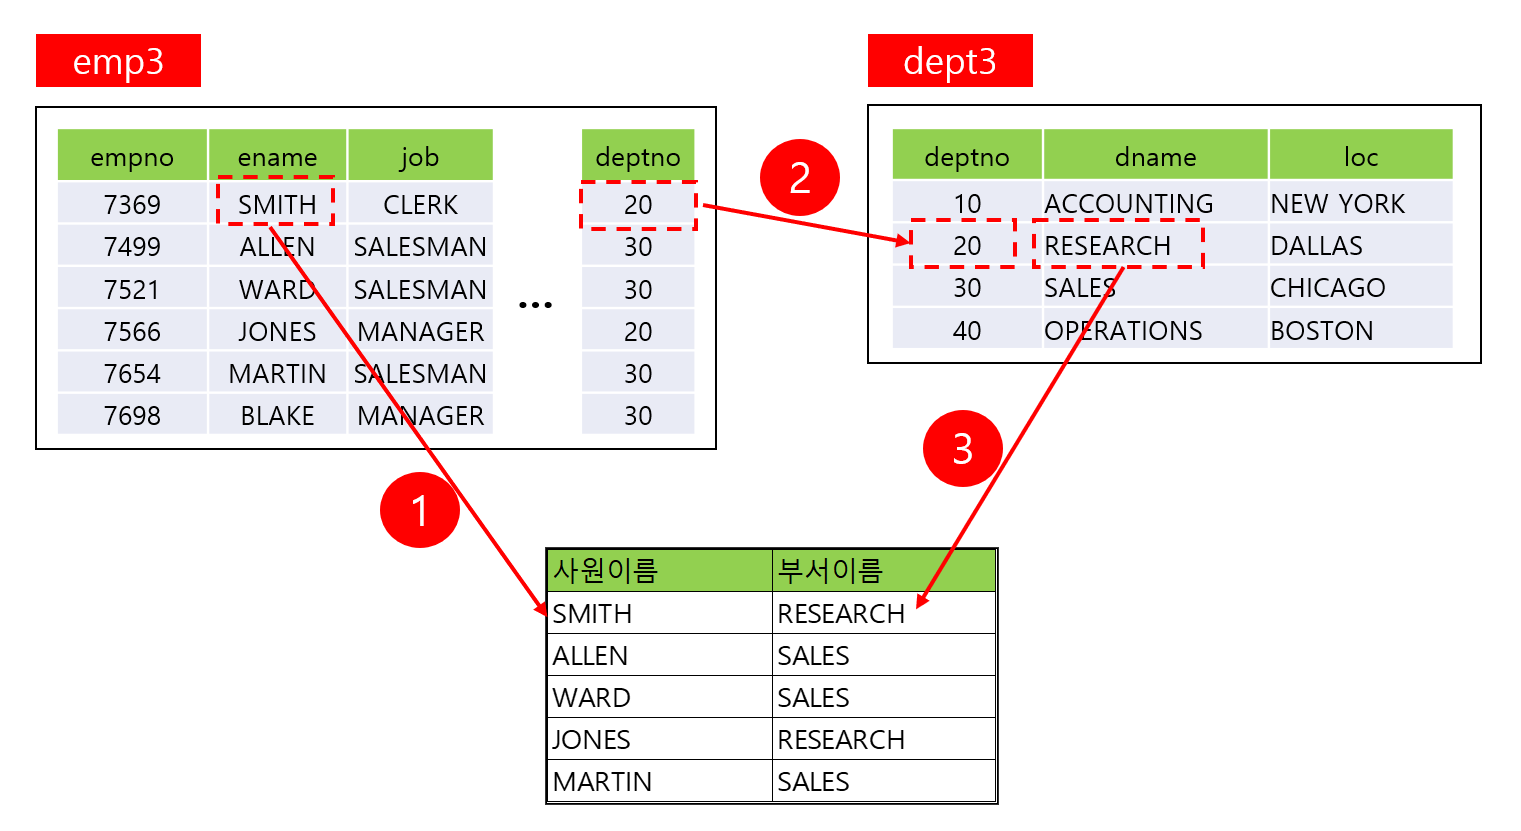 emp3
empno ename job deptno
7369 SMITH CLERK 20
7499 ALLEN SALESMAN 30
7521 WARD SALESMAN 30
...
7566 JONES MANAGER 20
7654 MARTIN SALESMAN 30
7698 BLAKE MANAGER 30
dept3
deptno dname loc
10 ACCOUNTING NEW YORK
20 RESEARCH DALLAS
30 SALES CHICAGO
40 OPERATIONS BOSTON
1
2
3
사원이름 부서이름
SMITH RESEARCH
ALLEN SALES
WARD SALES
JONES RESEARCH
MARTIN SALES